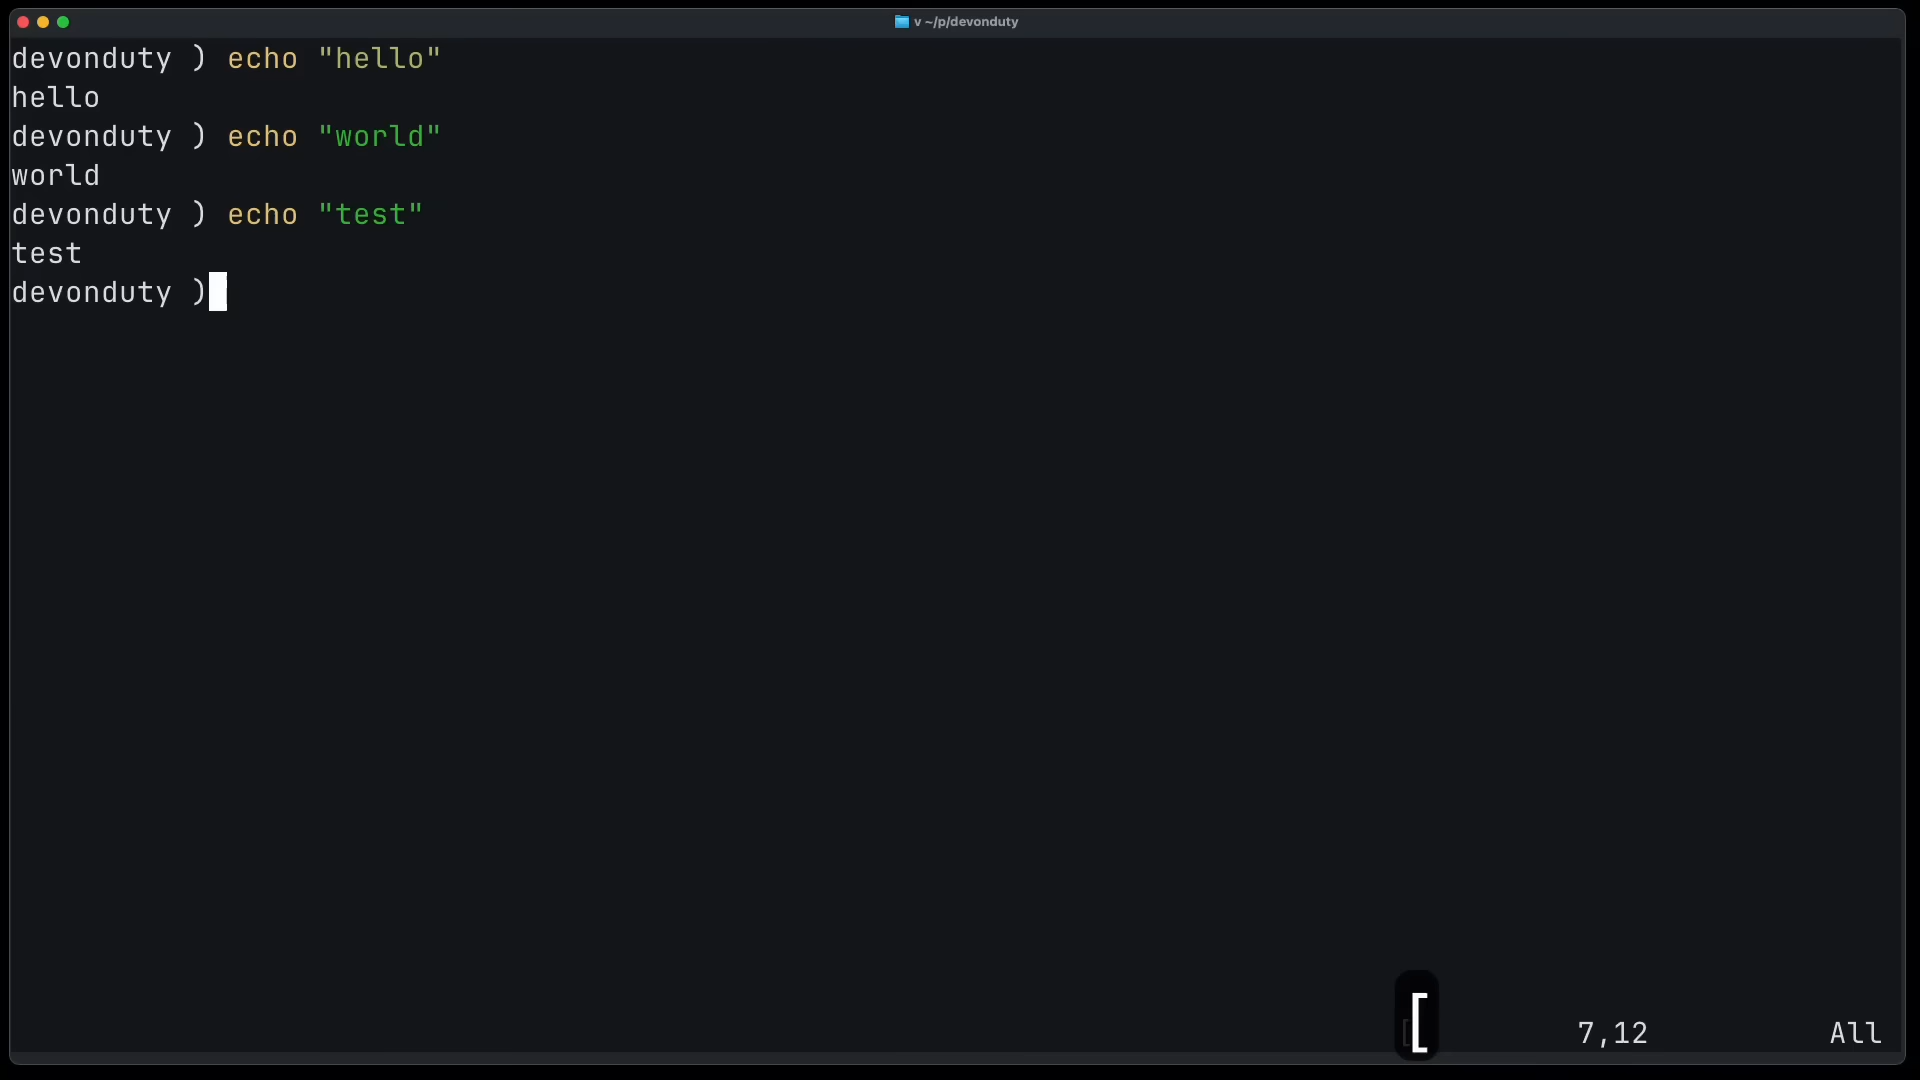 v ~/p/devonduty
devonduty ) echo "hello"
hello
devonduty ) echo "world"
world
devonduty ) echo "test"
test
devonduty )
[
7,12 All